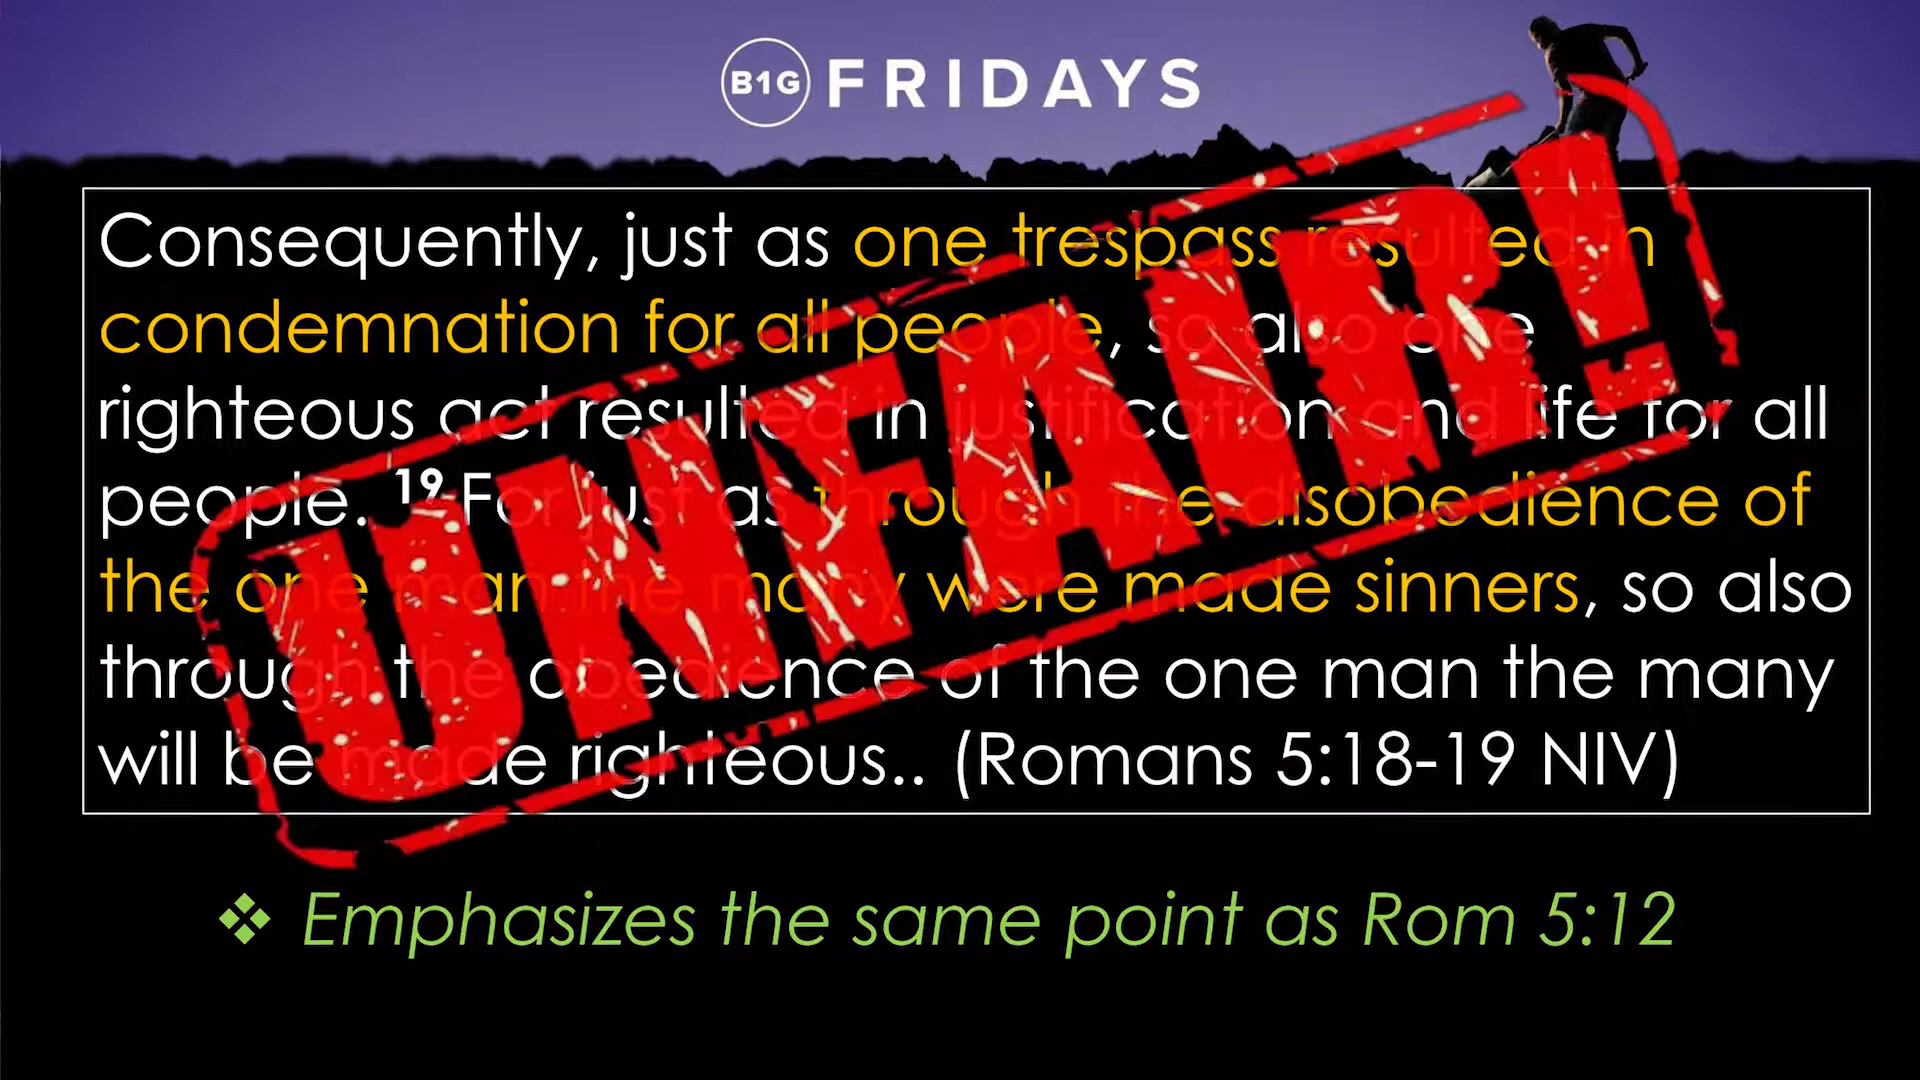 B1G FRIDAYS
Consequently, just as one trespass resulted in
condemnation for all people, so also one
righteous act resulted in justification and life for all
people. 19 For just as through the disobedience of
the one man the many were made sinners, so also
through the obedience of the one man the many
will be made righteous.. (Romans 5:18-19 NIV)
UNFAIR!
❖ Emphasizes the same point as Rom 5:12